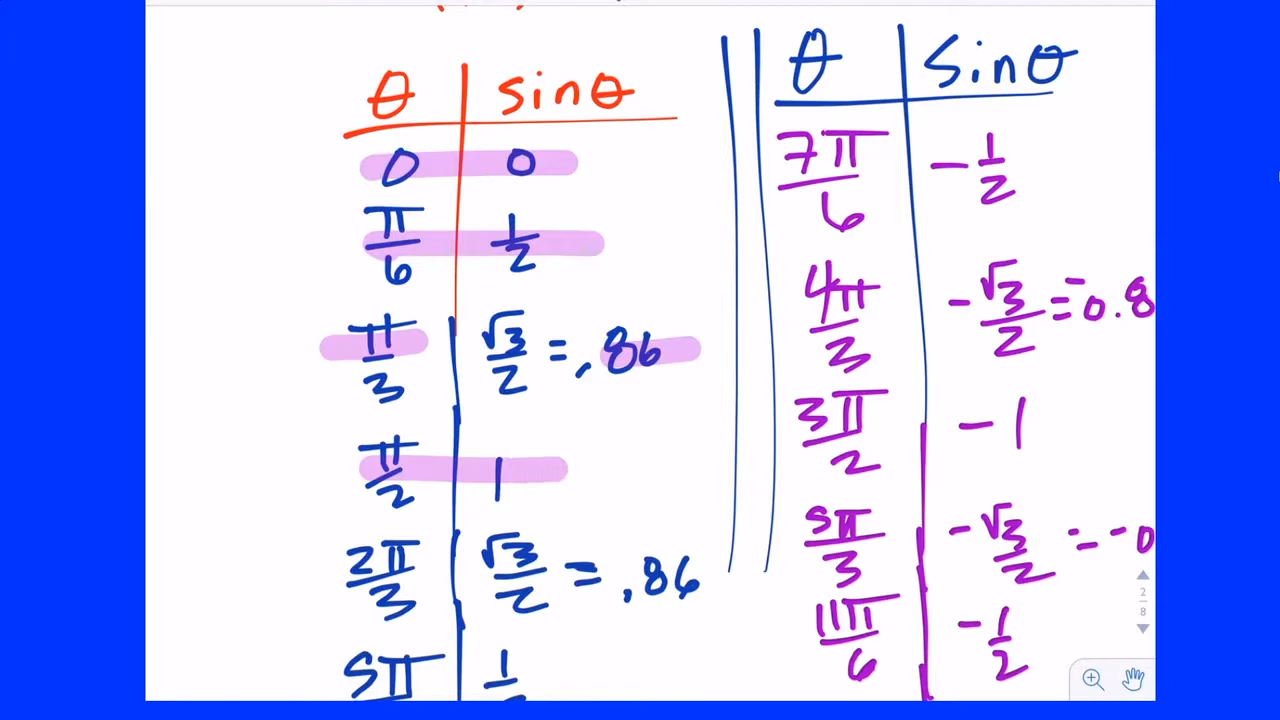 θ sinθ
0 0
π/6 1/2
π/3 √3/2 = .86
π/2 1
2π/3 √3/2 = .86
5π 1
θ sinθ
7π/6 -1/2
4π/3 -√3/2 = -0.8
3π/2 -1
5π/3 -√3/2 = -0
11π/6 -1/2
2
8